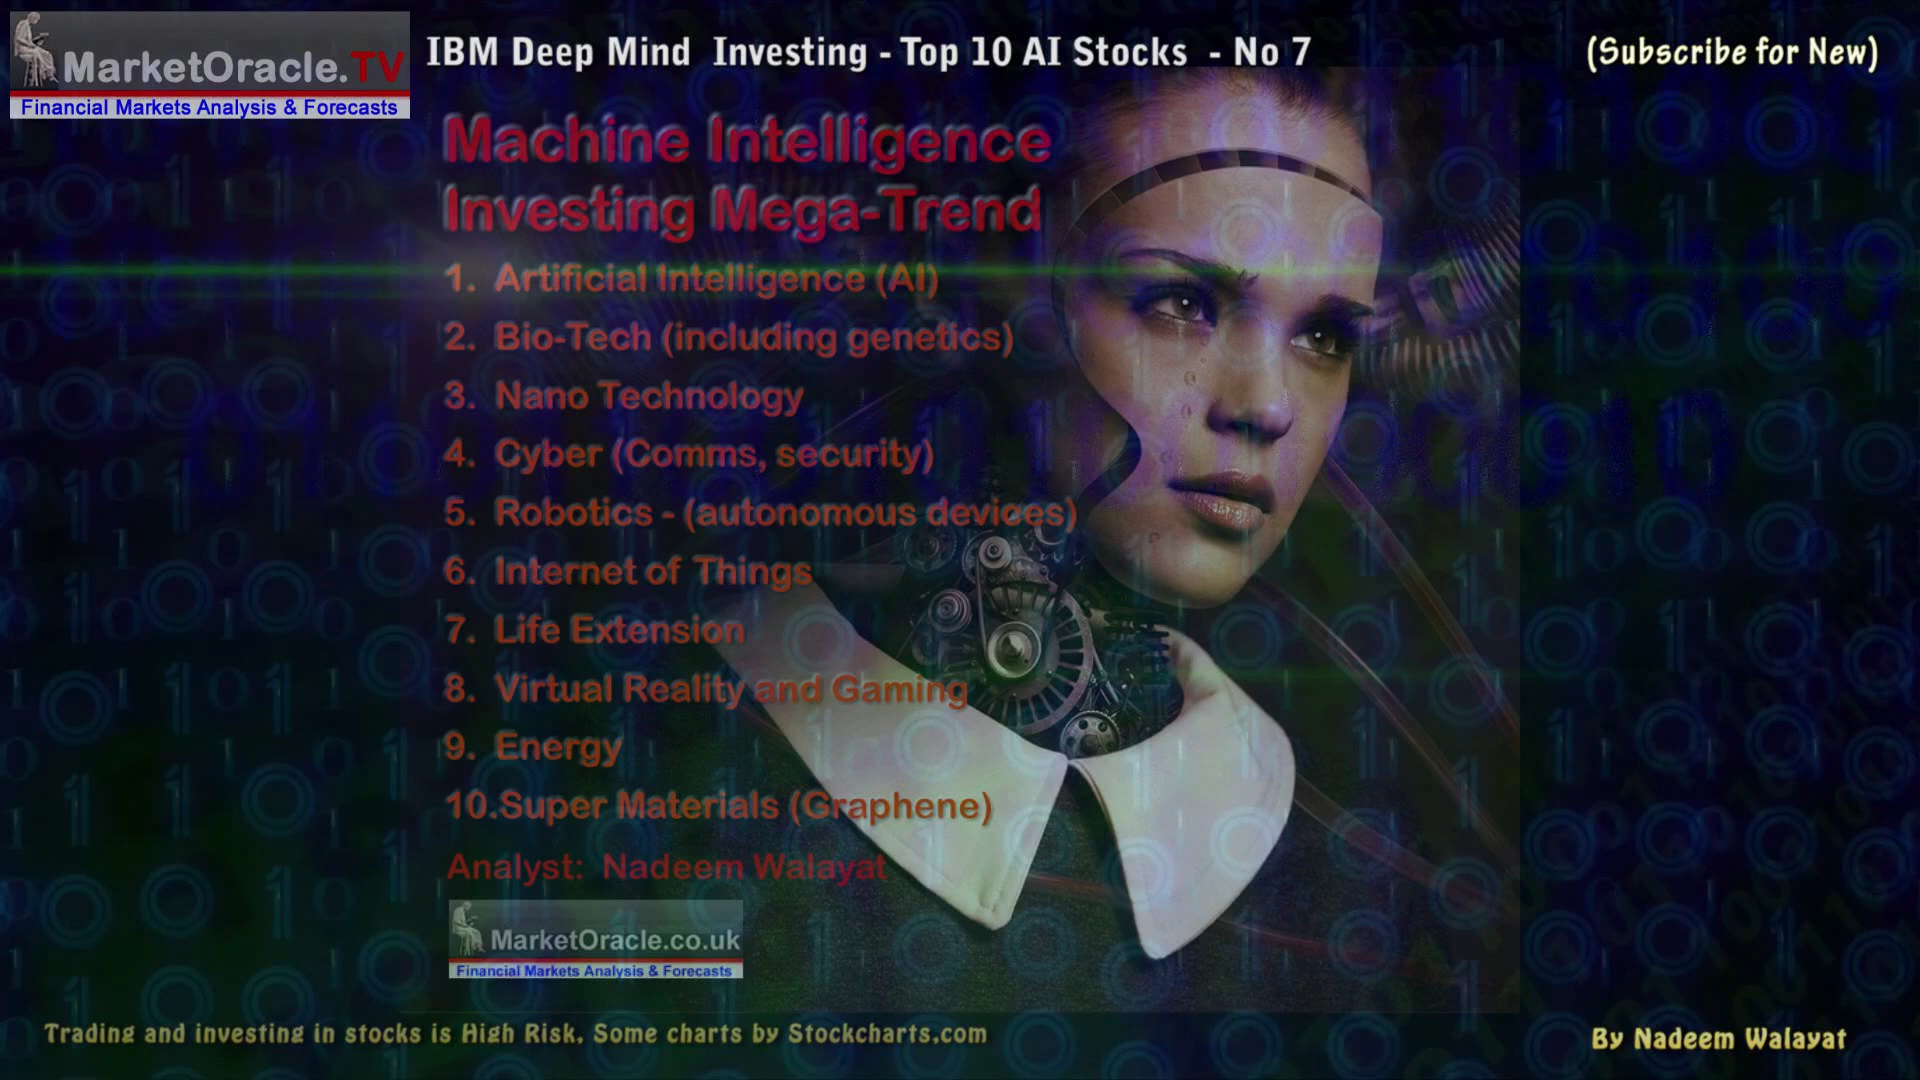 MarketOracle.TV
Financial Markets Analysis & Forecasts
IBM Deep Mind Investing - Top 10 AI Stocks - No 7
(Subscribe for New)
Machine Intelligence
Investing Mega-Trend
1. Artificial Intelligence (AI)
2. Bio-Tech (including genetics)
3. Nano Technology
4. Cyber (Comms, security)
5. Robotics - (autonomous devices)
6. Internet of Things
7. Life Extension
8. Virtual Reality and Gaming
9. Energy
10.Super Materials (Graphene)
Analyst: Nadeem Walayat
MarketOracle.co.uk
Financial Markets Analysis & Forecasts
Trading and investing in stocks is High Risk, Some charts by Stockcharts.com
By Nadeem Walayat